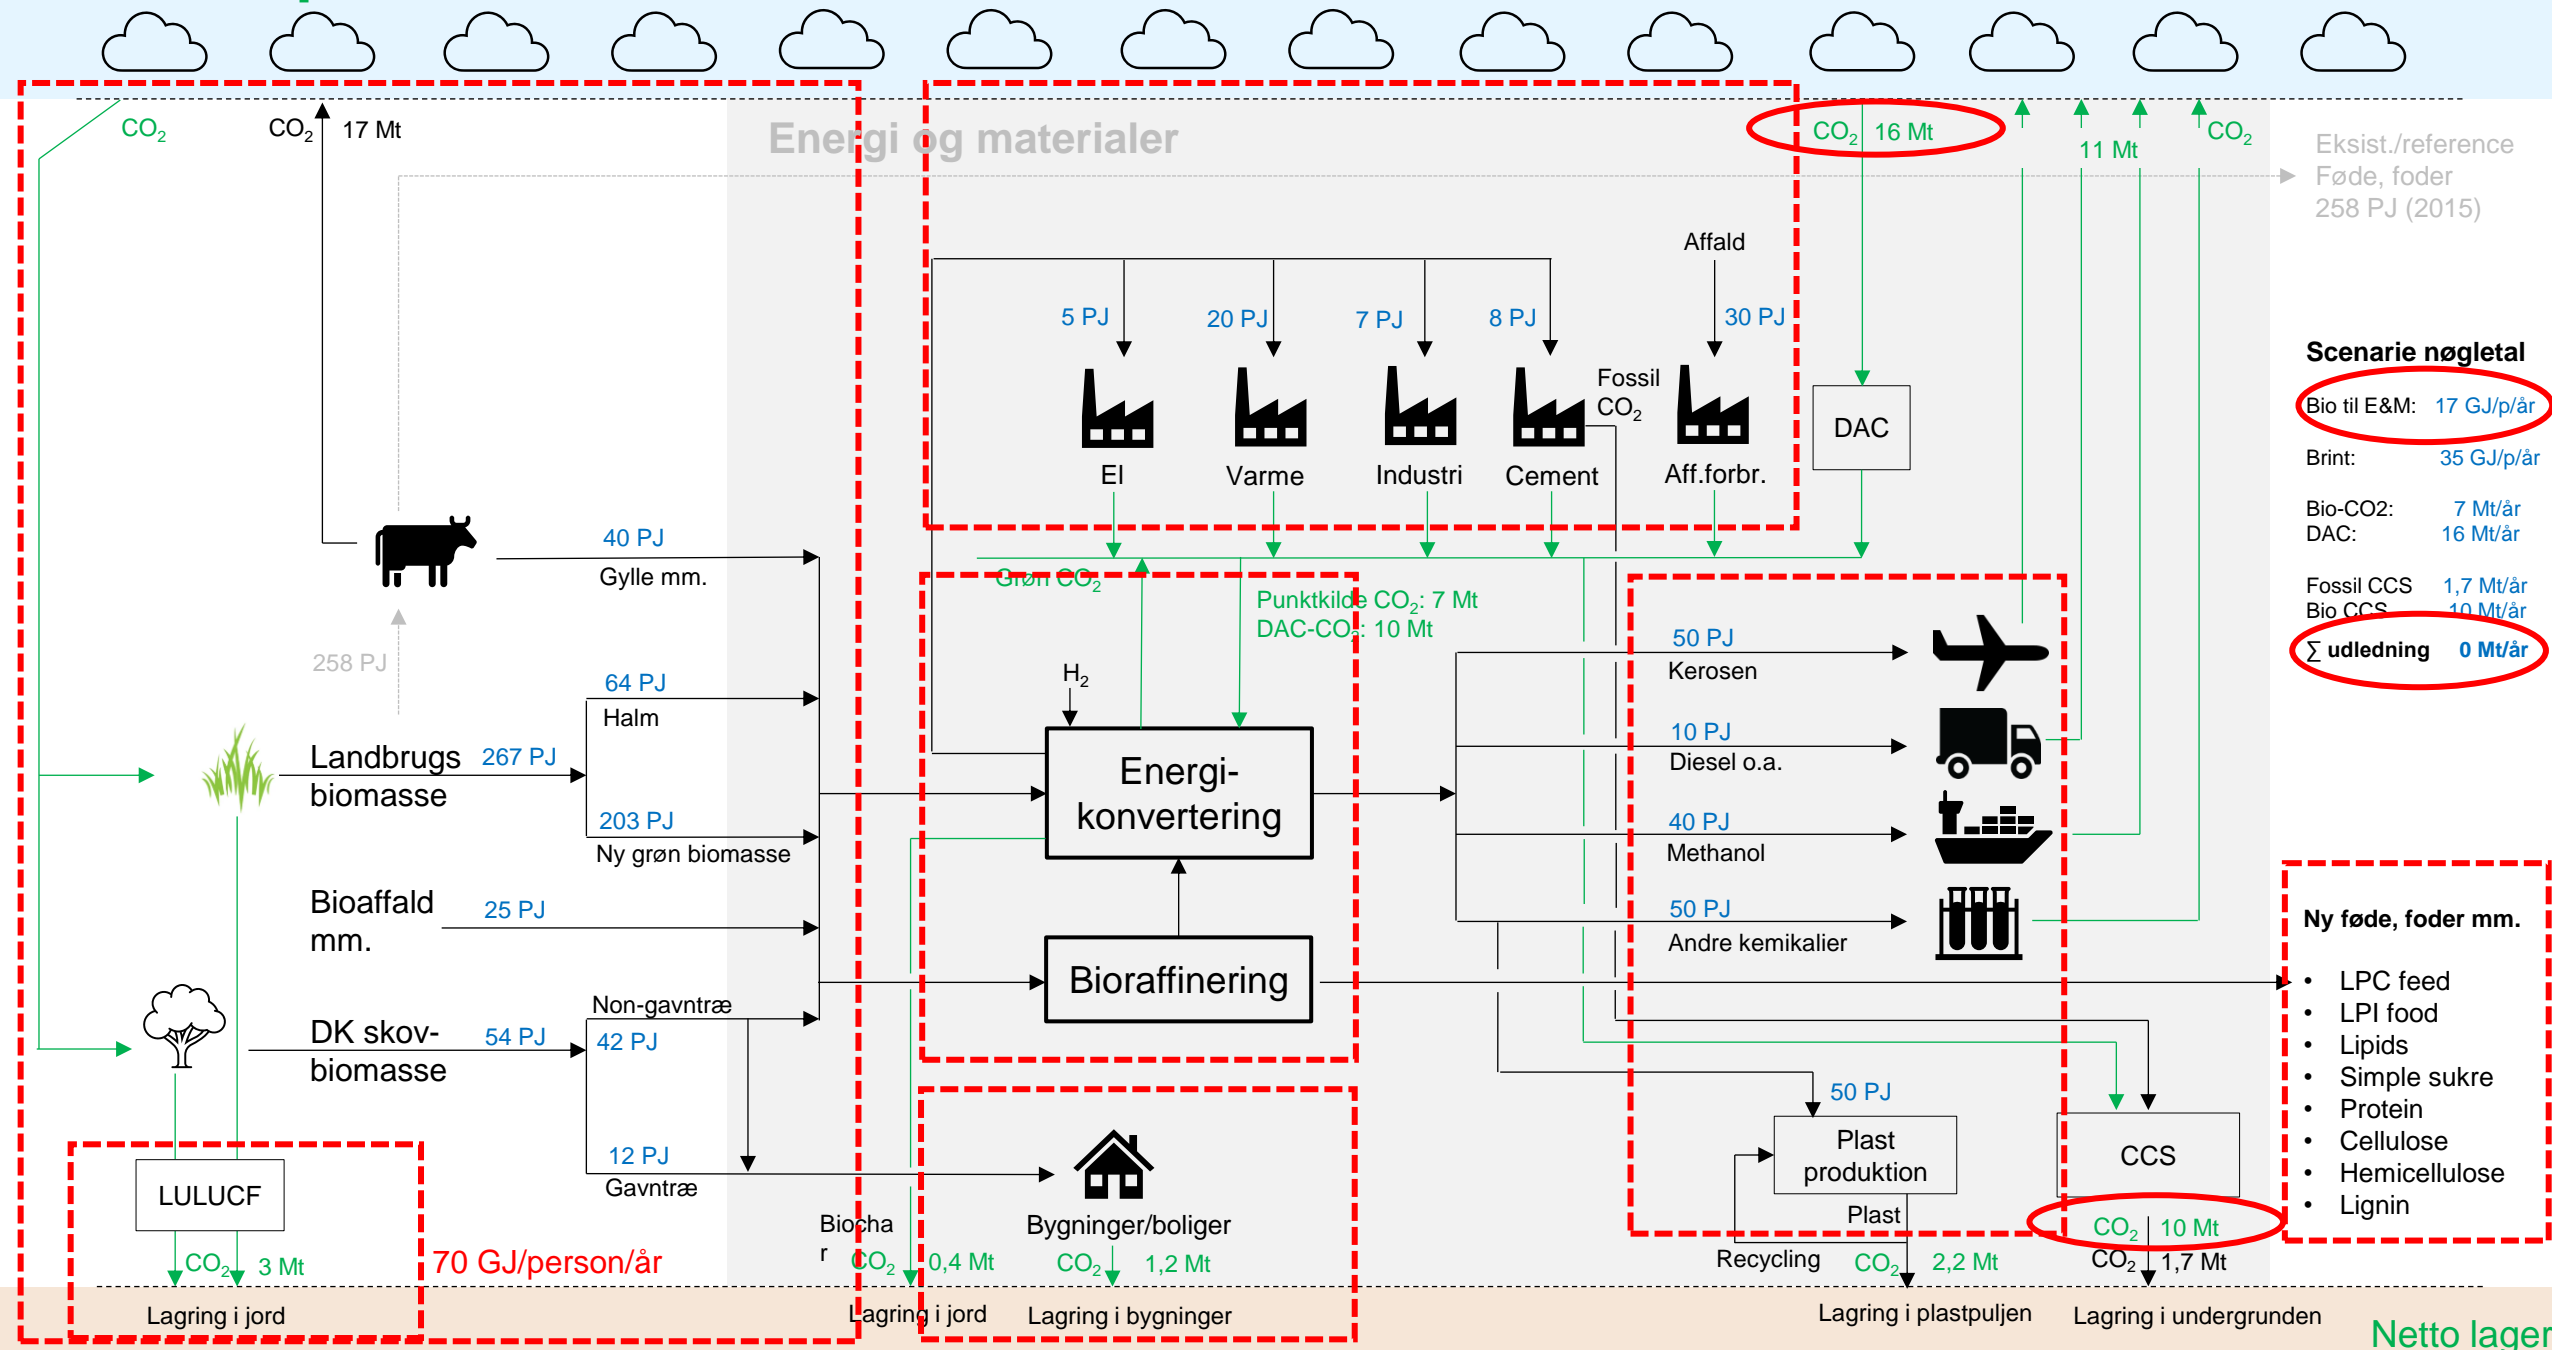 CO2
CO2 17 Mt
Energi og materialer
CO2 16 Mt
11 Mt
CO2
Eksist./reference
Føde, foder
258 PJ (2015)
Affald
5 PJ
20 PJ
7 PJ
8 PJ
30 PJ
Fossil
CO2
DAC
El
Varme
Industri
Cement
Aff.forbr.
Scenarie nøgletal
Bio til E&M: 17 GJ/p/år
Brint: 35 GJ/p/år
Bio-CO2: 7 Mt/år
DAC: 16 Mt/år
Fossil CCS 1,7 Mt/år
Bio CCS 10 Mt/år
∑ udledning 0 Mt/år
40 PJ
Gylle mm.
Grøn CO2
Punktkilde CO2: 7 Mt
DAC-CO2: 10 Mt
258 PJ
H2
64 PJ
Halm
Landbrugs
biomasse
267 PJ
203 PJ
Ny grøn biomasse
Energi-
konvertering
50 PJ
Kerosen
10 PJ
Diesel o.a.
40 PJ
Methanol
50 PJ
Andre kemikalier
Bioaffald
mm.
25 PJ
Bioraffinering
Ny føde, foder mm.
• LPC feed
• LPI food
• Lipids
• Simple sukre
• Protein
• Cellulose
• Hemicellulose
• Lignin
DK skov-
biomasse
54 PJ
Non-gavntræ
42 PJ
12 PJ
Gavntræ
50 PJ
Plast
produktion
Plast
Recycling
CCS
LULUCF
Biocha
r
Bygninger/boliger
CO2 3 Mt
70 GJ/person/år
CO2 0,4 Mt
CO2 1,2 Mt
CO2 2,2 Mt
CO2 10 Mt
CO2 1,7 Mt
Lagring i jord
Lagring i jord
Lagring i bygninger
Lagring i plastpuljen
Lagring i undergrunden
Netto lager